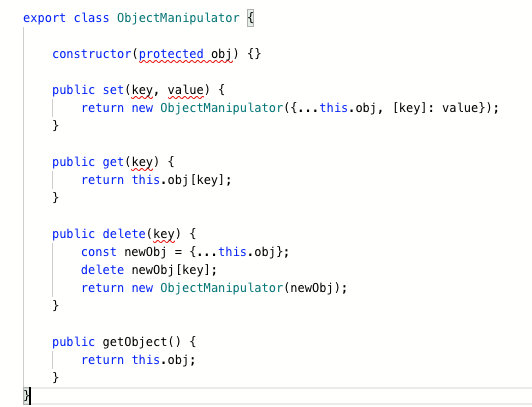 export class ObjectManipulator {
constructor(protected obj) {}
public set(key, value) {
return new ObjectManipulator({...this.obj, [key]: value});
}
public get(key) {
return this.obj[key];
}
public delete(key) {
const newObj = {...this.obj};
delete newObj[key];
return new ObjectManipulator(newObj);
}
public getObject() {
return this.obj;
}
}